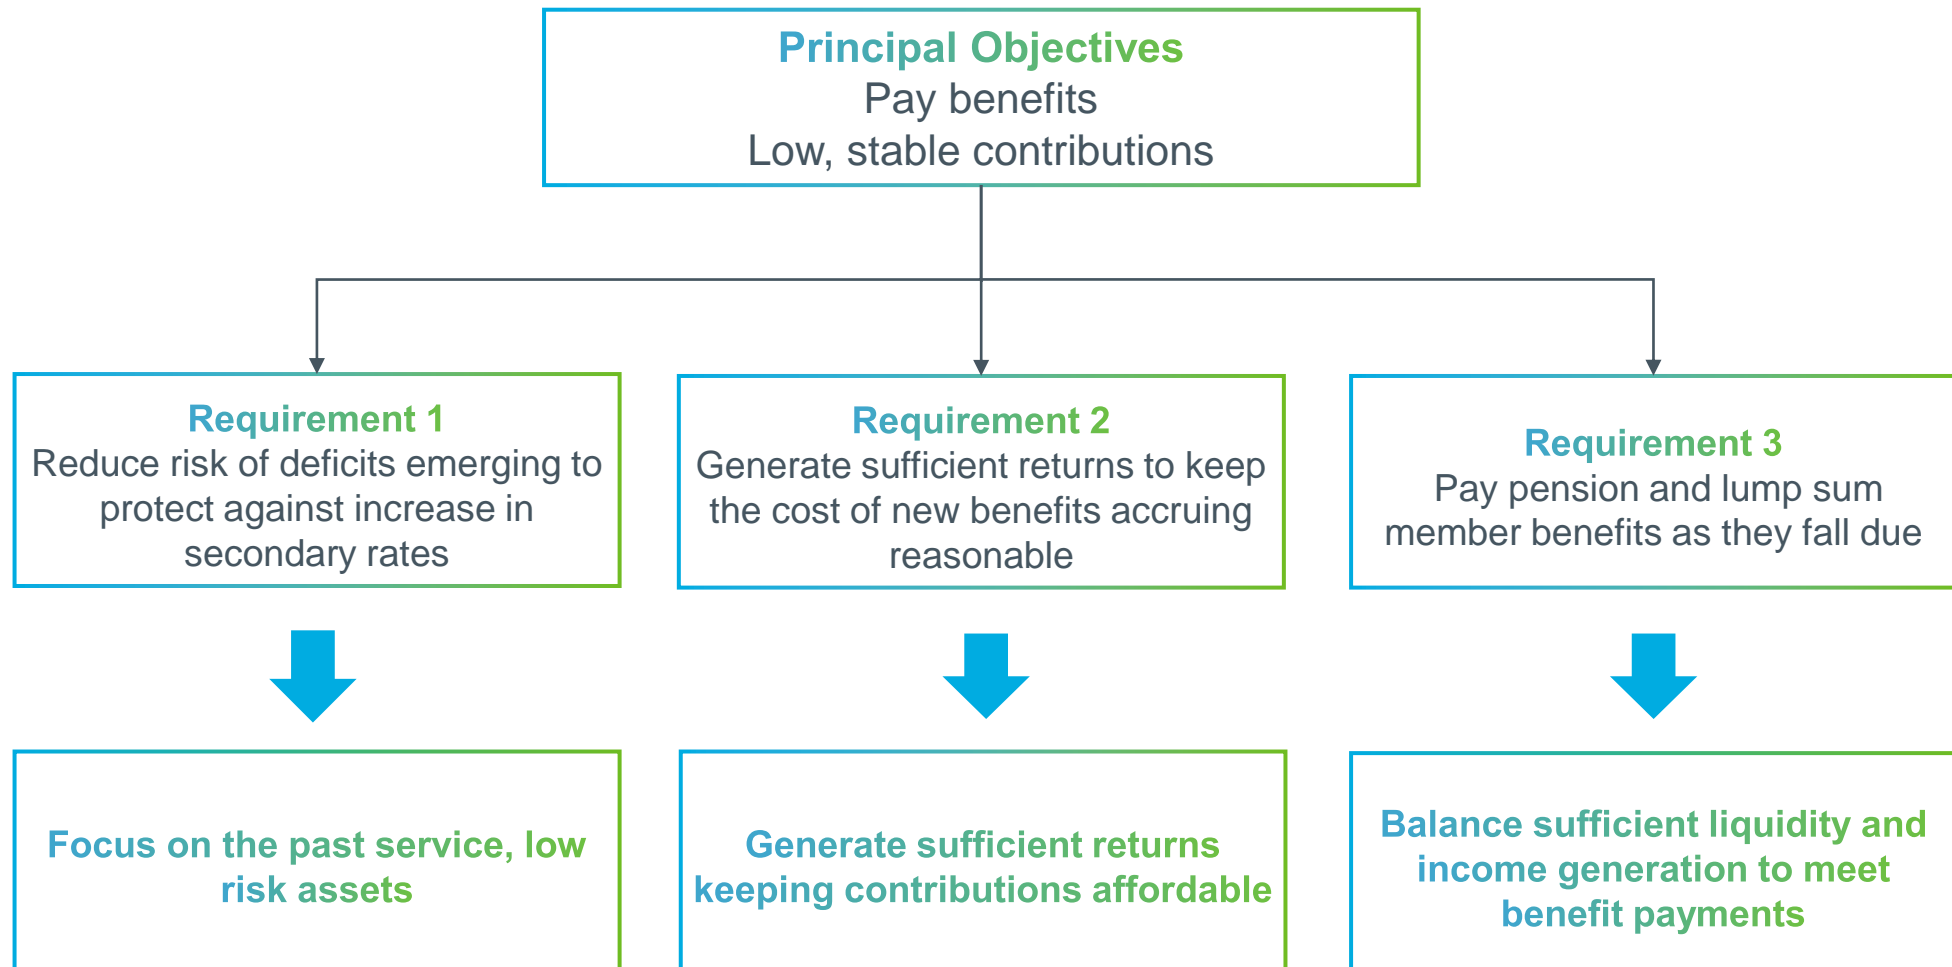 Principal Objectives
Pay benefits
Low, stable contributions
Requirement 1
Reduce risk of deficits emerging to
protect against increase in
secondary rates
Requirement 2
Generate sufficient returns to keep
the cost of new benefits accruing
reasonable
Requirement 3
Pay pension and lump sum
member benefits as they fall due
Focus on the past service, low
risk assets
Generate sufficient returns
keeping contributions affordable
Balance sufficient liquidity and
income generation to meet
benefit payments